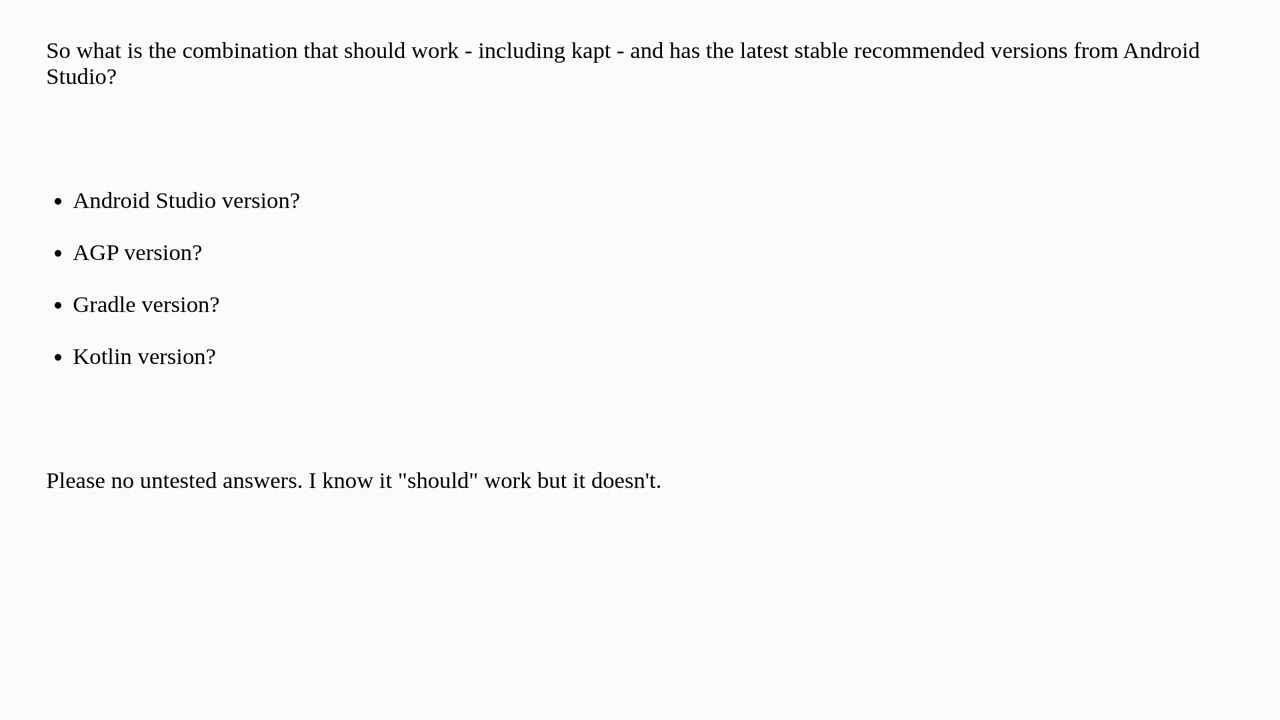 So what is the combination that should work - including kapt - and has the latest stable recommended versions from Android
Studio?
• Android Studio version?
• AGP version?
• Gradle version?
• Kotlin version?
Please no untested answers. I know it "should" work but it doesn't.